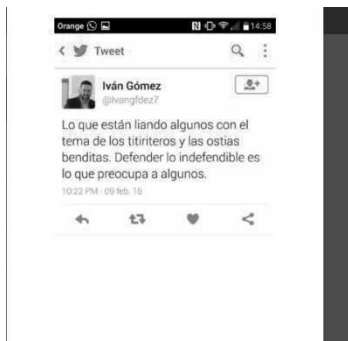 Orange 14:58
Tweet
Iván Gómez
@Ivangfdez7
Lo que están liando algunos con el
tema de los titiriteros y las ostias
benditas. Defender lo indefendible es
lo que preocupa a algunos.
10:22 PM · 09 feb. 16